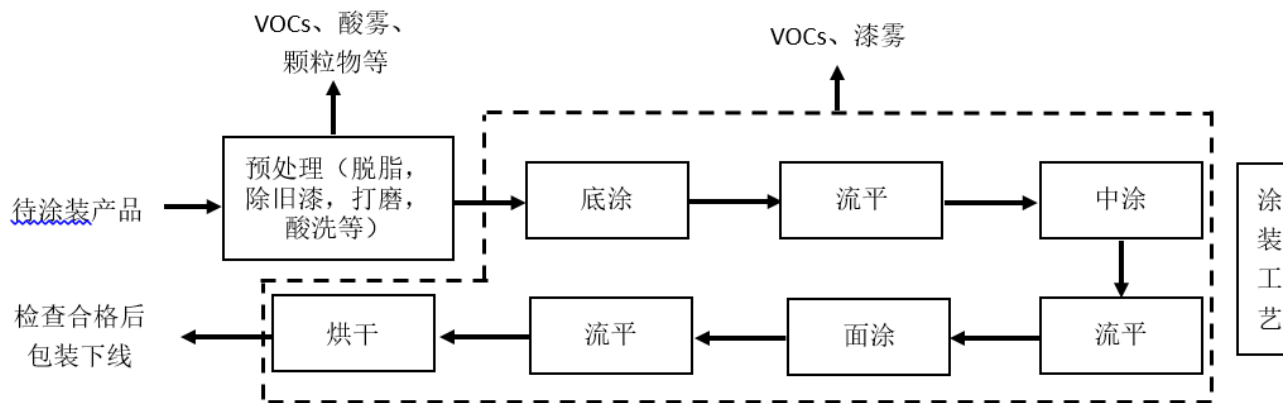 VOCs、酸雾、
颗粒物等
VOCs、漆雾
待涂装产品
预处理（脱脂，
除旧漆，打磨，
酸洗等）
底涂
流平
中涂
涂
装
工
艺
检查合格后
包装下线
烘干
流平
面涂
流平